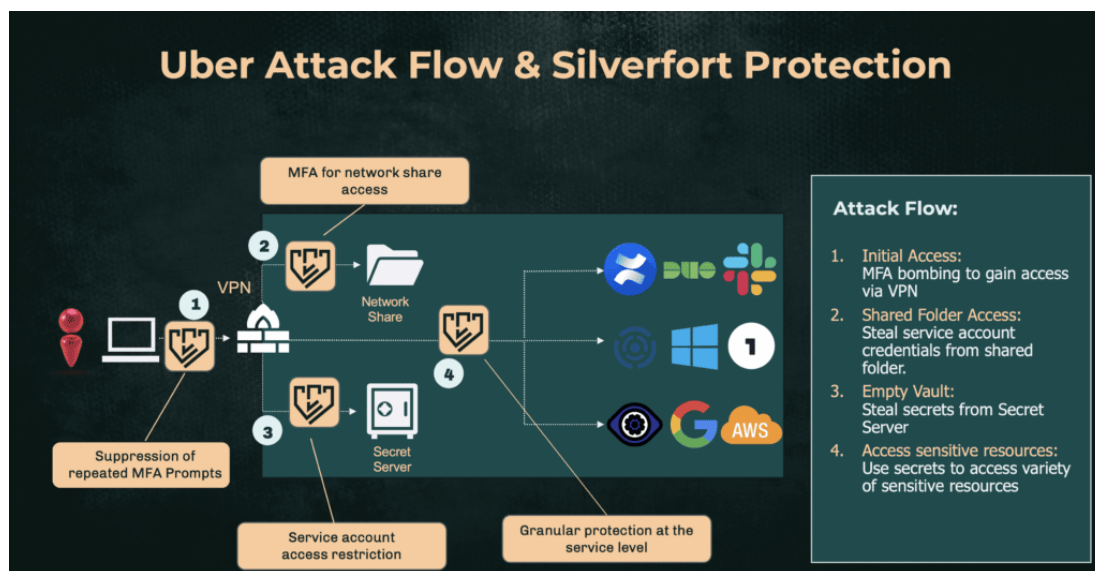 Uber Attack Flow & Silverfort Protection
MFA for network share
access
2
Network
Share
VPN
1
4
3
Secret
Server
Suppression of
repeated MFA Prompts
Service account
access restriction
Granular protection at the
service level
DUO
1
AWS
Attack Flow:
1. Initial Access:
MFA bombing to gain access
via VPN
2. Shared Folder Access:
Steal service account
credentials from shared
folder.
3. Empty Vault:
Steal secrets from Secret
Server
4. Access sensitive resources:
Use secrets to access variety
of sensitive resources